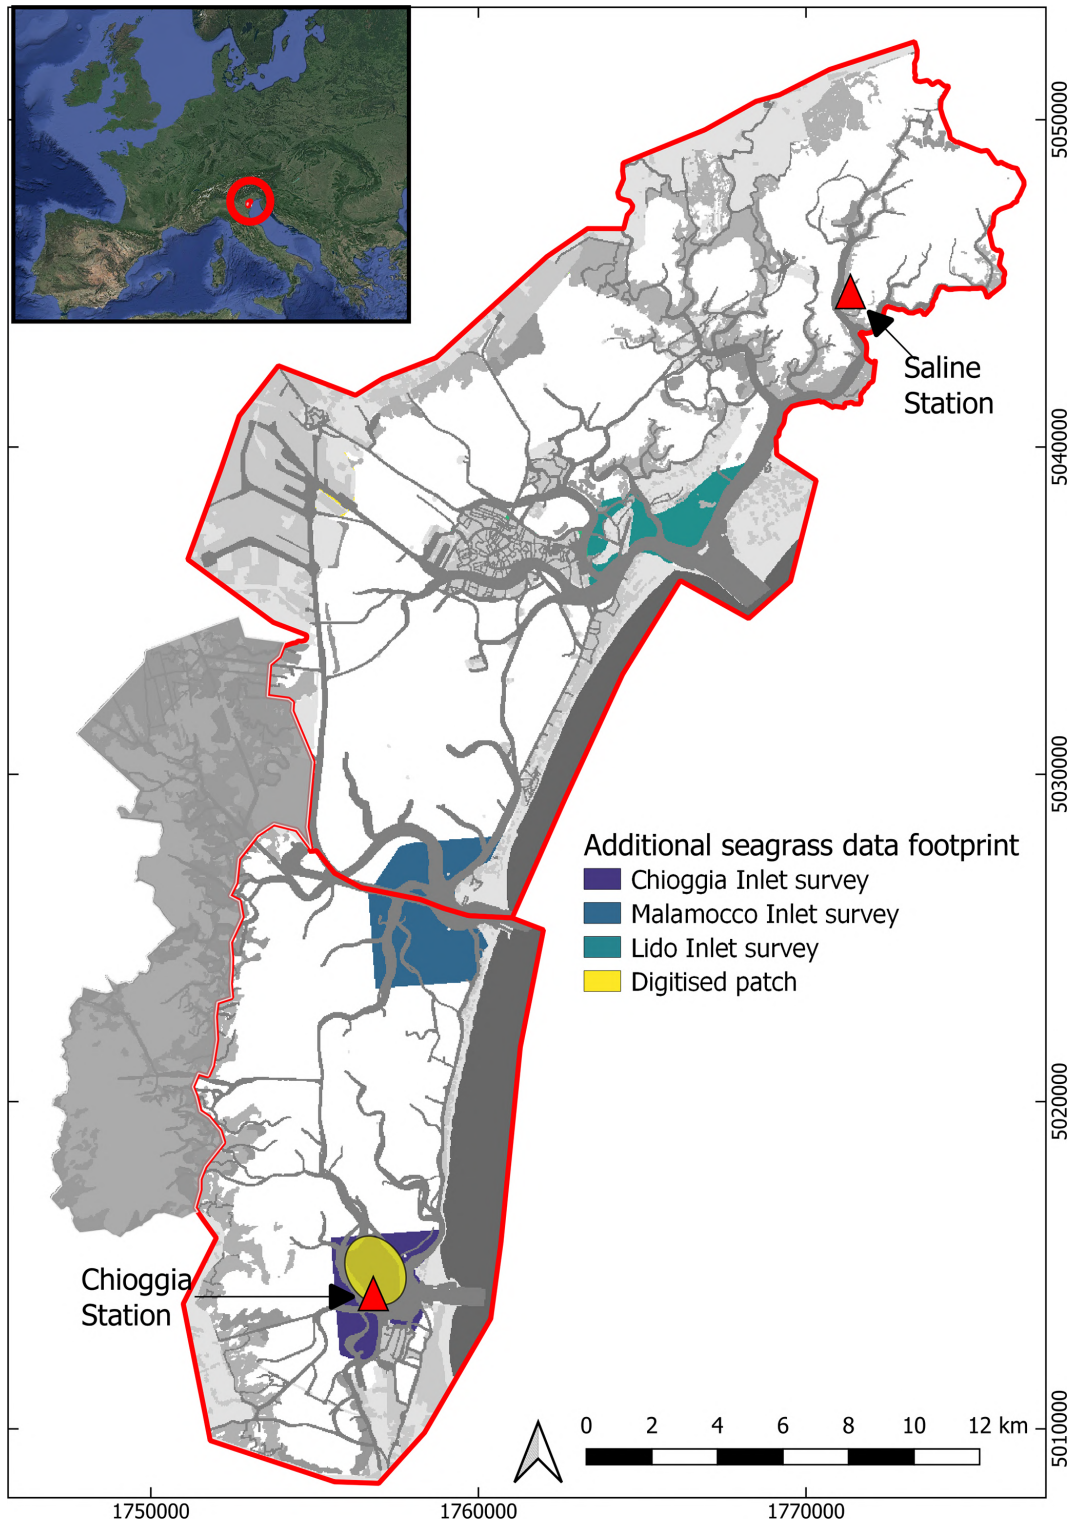 5050000
Saline
Station
5040000
5030000
Additional seagrass data footprint
Chioggia Inlet survey
Malamocco Inlet survey
Lido Inlet survey
Digitised patch
5020000
Chioggia
Station
0 2 4 6 8 10 12 km
5010000
1750000 1760000 1770000